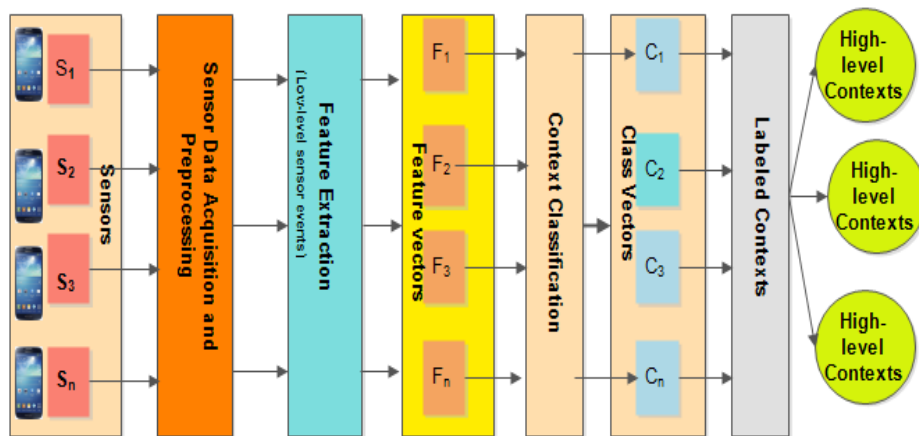 S1
S2
S3
Sn
Sensors
Sensor Data Acquisition and
Preprocessing
Feature Extraction
(Low-level sensor events)
F1
F2
F3
Fn
Feature vectors
Context Classification
C1
C2
C3
Cn
Class Vectors
Labeled Contexts
High-
level
Contexts
High-
level
Contexts
High-
level
Contexts